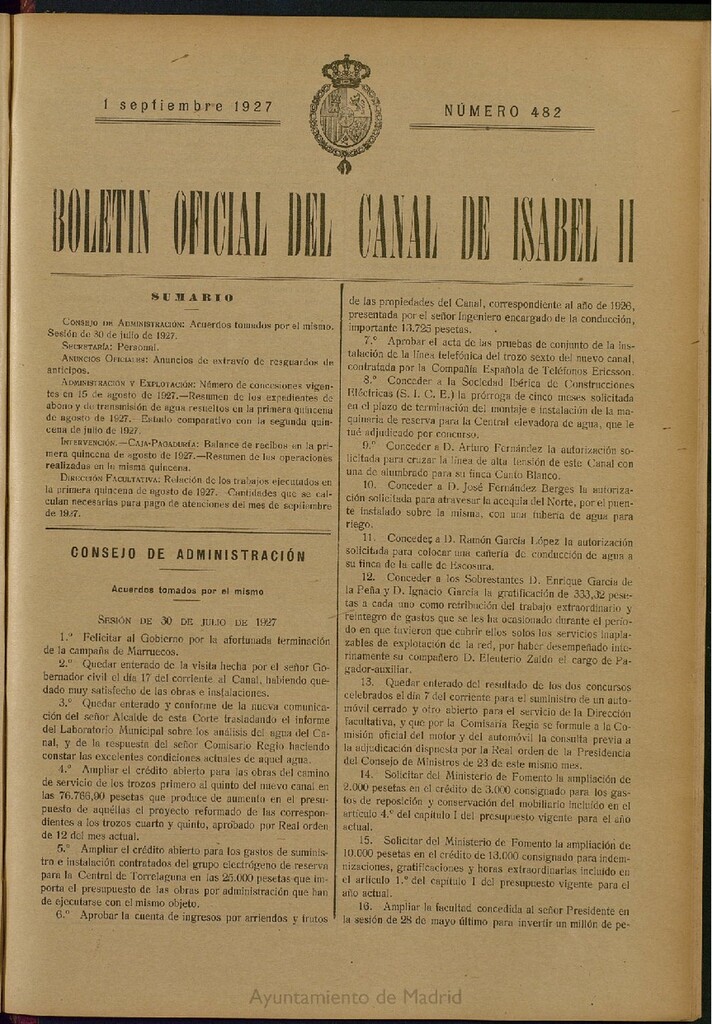 1 septiembre 1927
NÚMERO 482
BOLETIN OFICIAL DEL CANAL DE ISABEL II
SUMARIO
CONSEJO DE ADMINISTRACIÓN: Acuerdos tomados por el mismo.
Sesión de 30 de julio de 1927.
SECRETARÍA: Personal.
ANUNCIOS OFICIALES: Anuncios de extravío de resguardos de
anticipos.
ADMINISTRACIÓN Y EXPLOTACIÓN: Número de concesiones vigen-
tes en 15 de agosto de 1927.—Resumen de los expedientes de
abono y de transmisión de agua resueltos en la primera quincena
de agosto de 1927.- Estado comparativo con la segunda quin-
cena de julio de 1927.
INTERVENCIÓN.—CAJA-PAGADURÍA: Balance de recibos en la pri-
mera quincena de agosto de 1927.—Resumen de las operaciones
realizadas en la misma quincena.
DIRECCIÓN FACULTATIVA: Relación de los trabajos ejecutados en
la primera quincena de agosto de 1927.-Cantidades que se cal-
culan necesarias para pago de atenciones del mes de septiembre
de 1927.
CONSEJO DE ADMINISTRACIÓN
Acuerdos tomados por el mismo
SESIÓN DE 30 DE JULIO DE 1927
1.º Felicitar al Gobierno por la afortunada terminación
de la campaña de Marruecos.
2.º Quedar enterado de la visita hecha por el señor Go-
bernador civil el día 17 del corriente al Canal, habiendo que-
dado muy satisfecho de las obras e instalaciones.
3.º Quedar enterado y conforme de la nueva comunica-
ción del señor Alcalde de esta Corte trasladando el informe
del Laboratorio Municipal sobre los análisis del agua del Ca-
nal, y de la respuesta del señor Comisario Regio haciendo
constar las excelentes condiciones actuales de aquel agua.
4.º Ampliar el crédito abierto para las obras del camino
de servicio de los trozos primero al quinto del nuevo canal en
las 76.766,00 pesetas que produce de aumento en el presu-
puesto de aquéllas el proyecto reformado de las correspon-
dientes a los trozos cuarto y quinto, aprobado por Real orden
de 12 del mes actual.
5.º Ampliar el crédito abierto para los gastos de suminis-
tro e instalación contratados del grupo electrógeno de reserva
para la Central de Torrelaguna en las 25.000 pesetas que im-
porta el presupuesto de las obras por administración que han
de ejecutarse con el mismo objeto.
6.º Aprobar la cuenta de ingresos por arriendos y frutos
de las propiedades del Canal, correspondiente al año de 1926,
presentada por el señor Ingeniero encargado de la conducción,
importante 13.725 pesetas.
7.º Aprobar el acta de las pruebas de conjunto de la ins-
talación de la línea telefónica del trozo sexto del nuevo canal,
contratada por la Compañía Española de Teléfonos Ericsson.
8.º Conceder a la Sociedad Ibérica de Construcciones
Eléctricas (S. I. C. E.) la prórroga de cinco meses solicitada
en el plazo de terminación del montaje e instalación de la ma-
quinaria de reserva para la Central elevadora de agua, que le
fué adjudicado por concurso.
9.º Conceder a D. Arturo Fernández la autorización so-
licitada para cruzar la línea de alta tensión de este Canal con
una de alumbrado para su finca Canto Blanco.
10. Conceder a D. José Fernández Berges la autoriza-
ción solicitada para atravesar la acequia del Norte, por el puen-
te instalado sobre la misma, con una tubería de agua para
riego.
11. Conceder a D. Ramón García López la autorización
solicitada para colocar una cañería de conducción de agua a
su finca de la calle de Escosura.
12. Conceder a los Sobrestantes D. Enrique García de
la Peña y D. Ignacio García la gratificación de 333,32 pese-
tas a cada uno como retribución del trabajo extraordinario y
reintegro de gastos que se les ha ocasionado durante el perío-
do en que tuvieron que cubrir ellos solos los servicios inapla-
zables de explotación de la red, por haber desempeñado inte-
rinamente su compañero D. Eleuterio Zaldo el cargo de Pa-
gador-auxiliar.
13. Quedar enterado del resultado de los dos concursos
celebrados el día 7 del corriente para el suministro de un auto-
móvil cerrado y otro abierto para el servicio de la Dirección
facultativa, y que por la Comisaría Regia se formule a la Co-
misión oficial del motor y del automóvil la consulta previa a
la adjudicación dispuesta por la Real orden de la Presidencia
del Consejo de Ministros de 23 de este mismo mes.
14. Solicitar del Ministerio de Fomento la ampliación de
2.000 pesetas en el crédito de 3.000 consignado para los gas-
tos de reposición y conservación del mobiliario incluído en el
artículo 4.º del capítulo I del presupuesto vigente para el año
actual.
15. Solicitar del Ministerio de Fomento la ampliación de
10.000 pesetas en el crédito de 13.000 consignado para indem-
nizaciones, gratificaciones y horas extraordinarias incluído en
el artículo 1.º del capítulo I del presupuesto vigente para el
año actual.
16. Ampliar la facultad concedida al señor Presidente en
la sesión de 28 de mayo último para invertir un millón de pe-
Ayuntamiento de Madrid